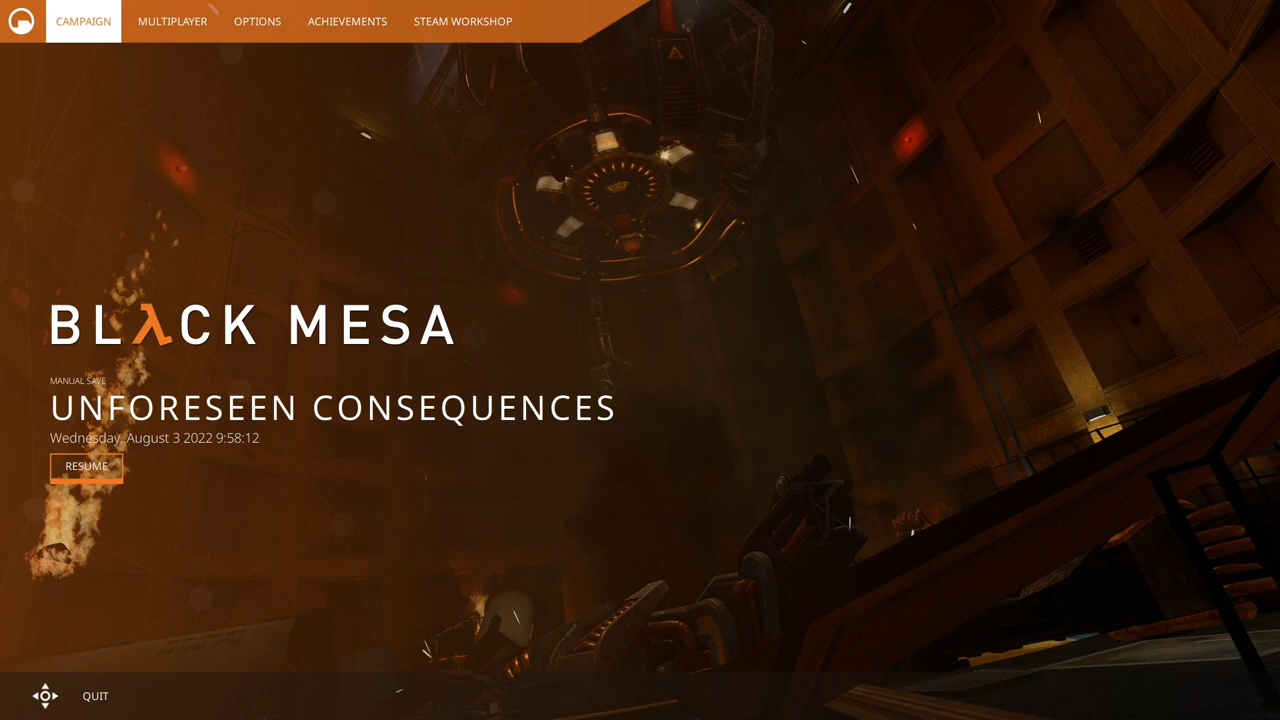 CAMPAIGN MULTIPLAYER OPTIONS ACHIEVEMENTS STEAM WORKSHOP
BLλCK MESA
MANUAL SAVE
UNFORESEEN CONSEQUENCES
Wednesday, August 3 2022 9:58:12
RESUME
QUIT